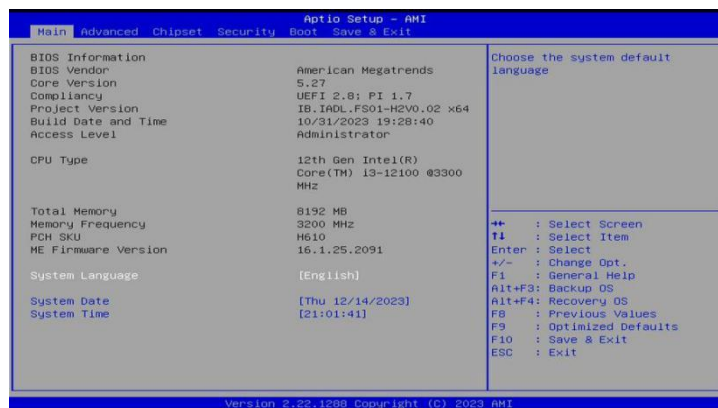 Aptio Setup - AMI
Main Advanced Chipset Security Boot Save & Exit
BIOS Information
BIOS Vendor American Megatrends
Core Version 5.27
Compliancy UEFI 2.8; PI 1.7
Project Version IB.IADL.FS01-H2V0.02 x64
Build Date and Time 10/31/2023 19:28:40
Access Level Administrator
CPU Type 12th Gen Intel(R)
Core(TM) i3-12100 @3300
MHz
Total Memory 8192 MB
Memory Frequency 3200 MHz
PCH SKU H610
ME Firmware Version 16.1.25.2091
System Language [English]
System Date [Thu 12/14/2023]
System Time [21:01:41]
Choose the system default
language
→← : Select Screen
↑↓ : Select Item
Enter : Select
+/- : Change Opt.
F1 : General Help
Alt+F3: Backup OS
Alt+F4: Recovery OS
F8 : Previous Values
F9 : Optimized Defaults
F10 : Save & Exit
ESC : Exit
Version 2.22.1288 Copyright (C) 2023 AMI